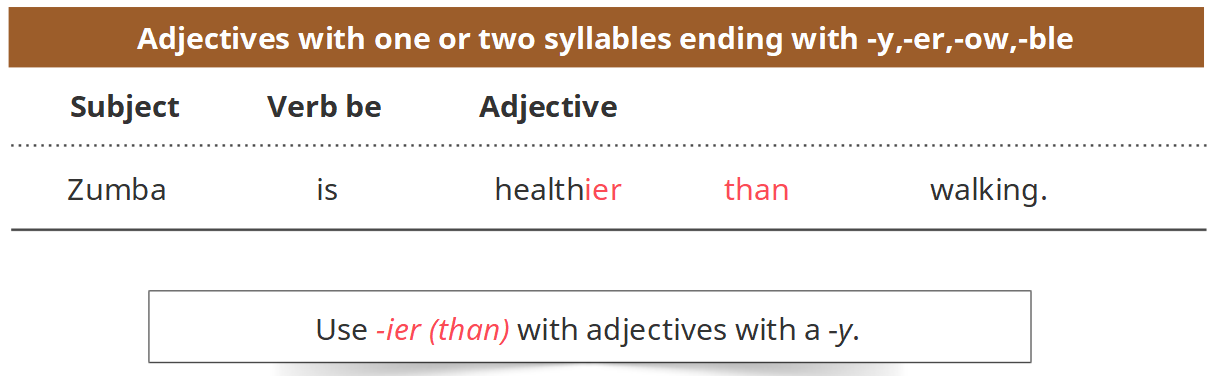 Adjectives with one or two syllables ending with -y,-er,-ow,-ble
Subject Verb be Adjective
Zumba is healthier than walking.
Use -ier (than) with adjectives with a -y.